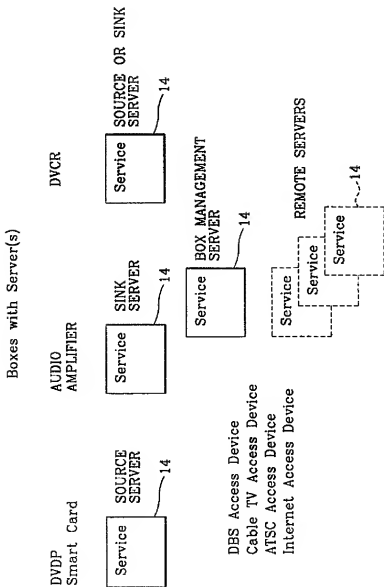 Boxes with Server(s)
DVDP
Smart Card
Service
SOURCE
SERVER
14
AUDIO
AMPLIFIER
Service
SINK
SERVER
14
DVCR
Service
SOURCE OR SINK
SERVER
14
Service
BOX MANAGEMENT
SERVER
14
DBS Access Device
Cable TV Access Device
ATSC Access Device
Internet Access Device
Service
Service
Service
REMOTE SERVERS
14